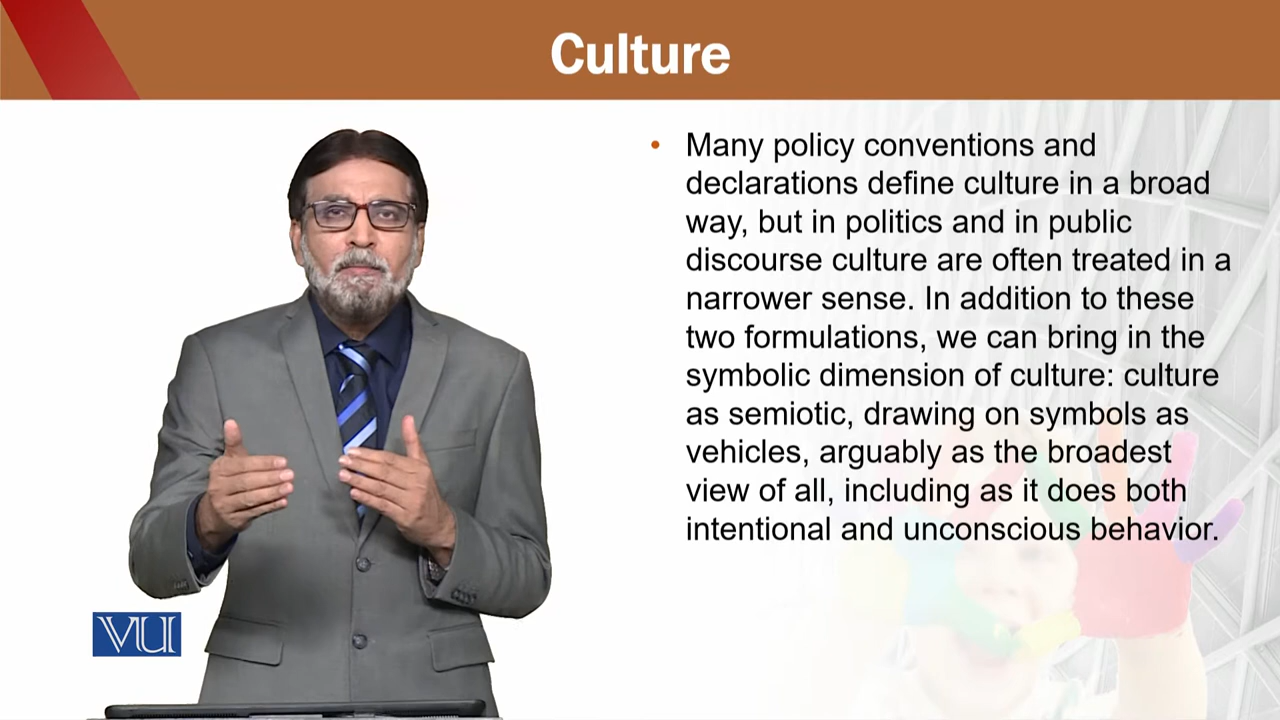 Culture
• Many policy conventions and
declarations define culture in a broad
way, but in politics and in public
discourse culture are often treated in a
narrower sense. In addition to these
two formulations, we can bring in the
symbolic dimension of culture: culture
as semiotic, drawing on symbols as
vehicles, arguably as the broadest
view of all, including as it does both
intentional and unconscious behavior.
VU